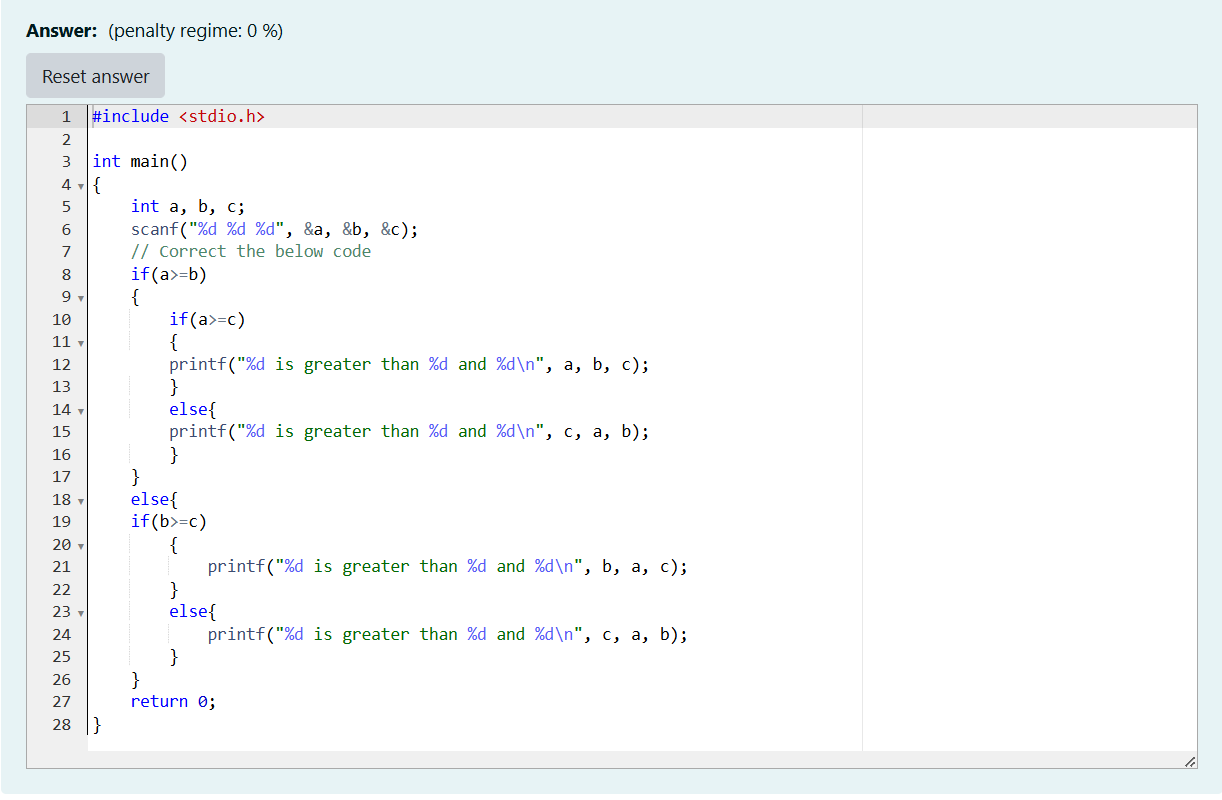 Answer: (penalty regime: 0 %)
Reset answer
1 #include <stdio.h>
2
3 int main()
4 {
5     int a, b, c;
6     scanf("%d %d %d", &a, &b, &c);
7     // Correct the below code
8     if(a>=b)
9     {
10         if(a>=c)
11         {
12         printf("%d is greater than %d and %d\n", a, b, c);
13         }
14         else{
15         printf("%d is greater than %d and %d\n", c, a, b);
16         }
17     }
18     else{
19     if(b>=c)
20         {
21             printf("%d is greater than %d and %d\n", b, a, c);
22         }
23         else{
24             printf("%d is greater than %d and %d\n", c, a, b);
25         }
26     }
27     return 0;
28 }